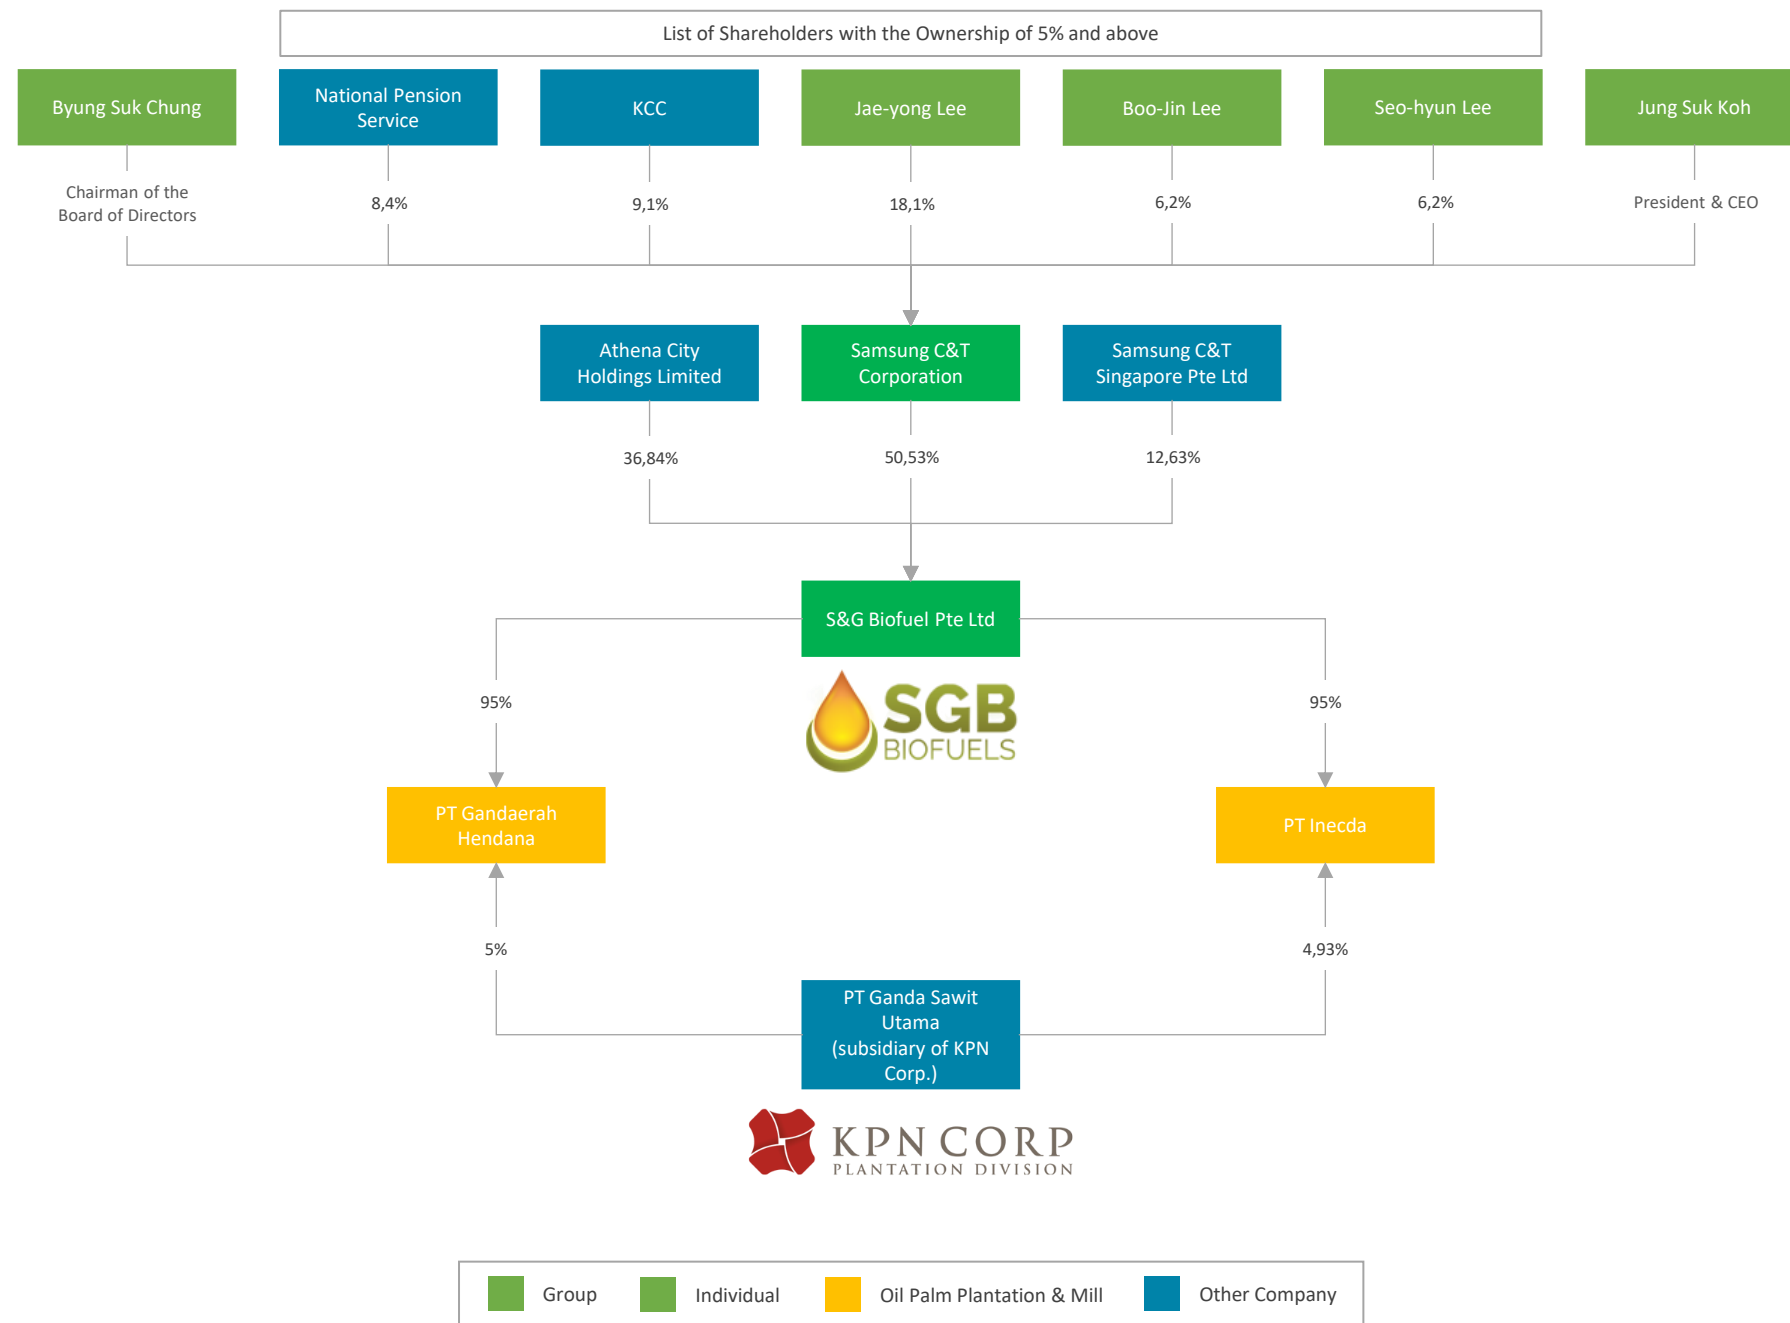 List of Shareholders with the Ownership of 5% and above
Byung Suk Chung
National Pension
Service
KCC
Jae-yong Lee
Boo-Jin Lee
Seo-hyun Lee
Jung Suk Koh
Chairman of the
Board of Directors
8,4%
9,1%
18,1%
6,2%
6,2%
President & CEO
Athena City
Holdings Limited
Samsung C&T
Corporation
Samsung C&T
Singapore Pte Ltd
36,84%
50,53%
12,63%
S&G Biofuel Pte Ltd
SGB
BIOFUELS
95%
95%
PT Gandaerah
Hendana
PT Inecda
5%
4,93%
PT Ganda Sawit
Utama
(subsidiary of KPN
Corp.)
KPN CORP
PLANTATION DIVISION
Group
Individual
Oil Palm Plantation & Mill
Other Company